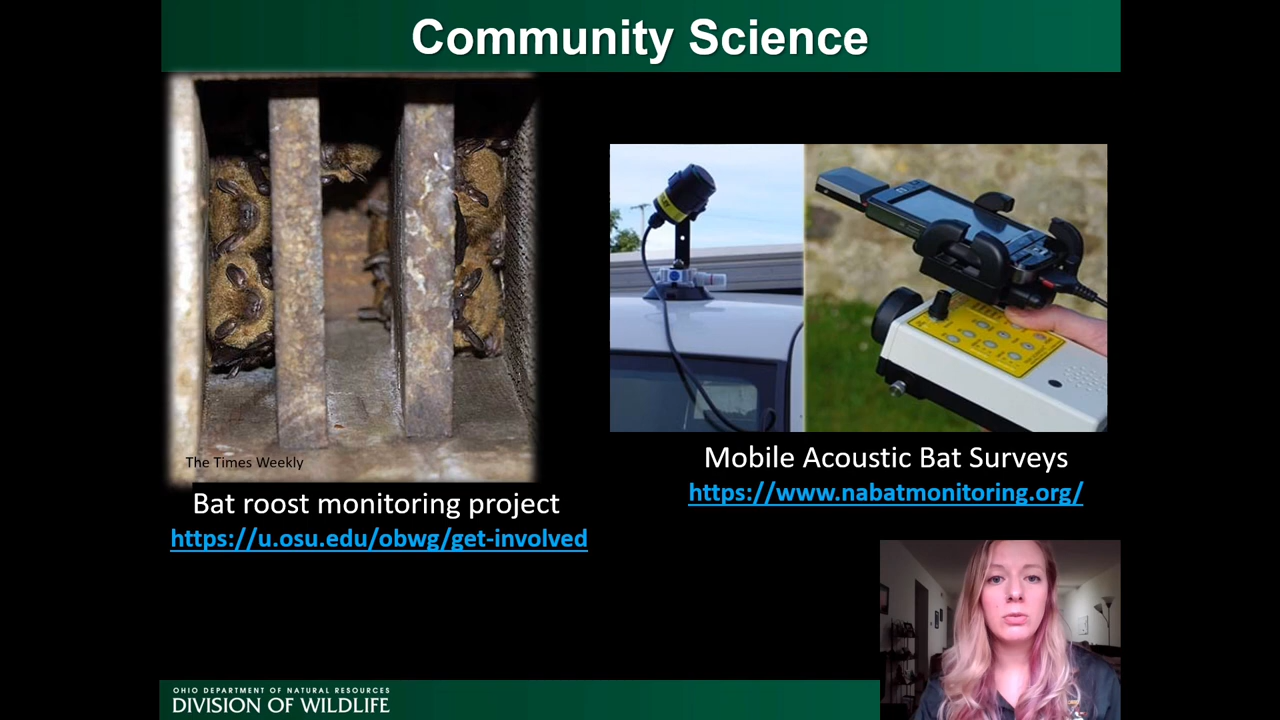 Community Science
The Times Weekly
Bat roost monitoring project
https://u.osu.edu/obwg/get-involved
Mobile Acoustic Bat Surveys
https://www.nabatmonitoring.org/
OHIO DEPARTMENT OF NATURAL RESOURCES
DIVISION OF WILDLIFE